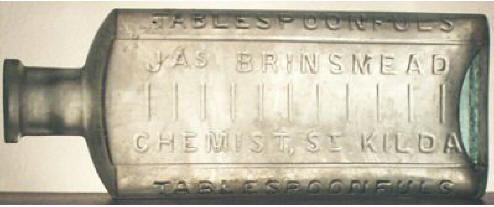 TABLESPOONFULS
JAS BRINSMEAD
CHEMIST, ST KILDA
TABLESPOONFULS